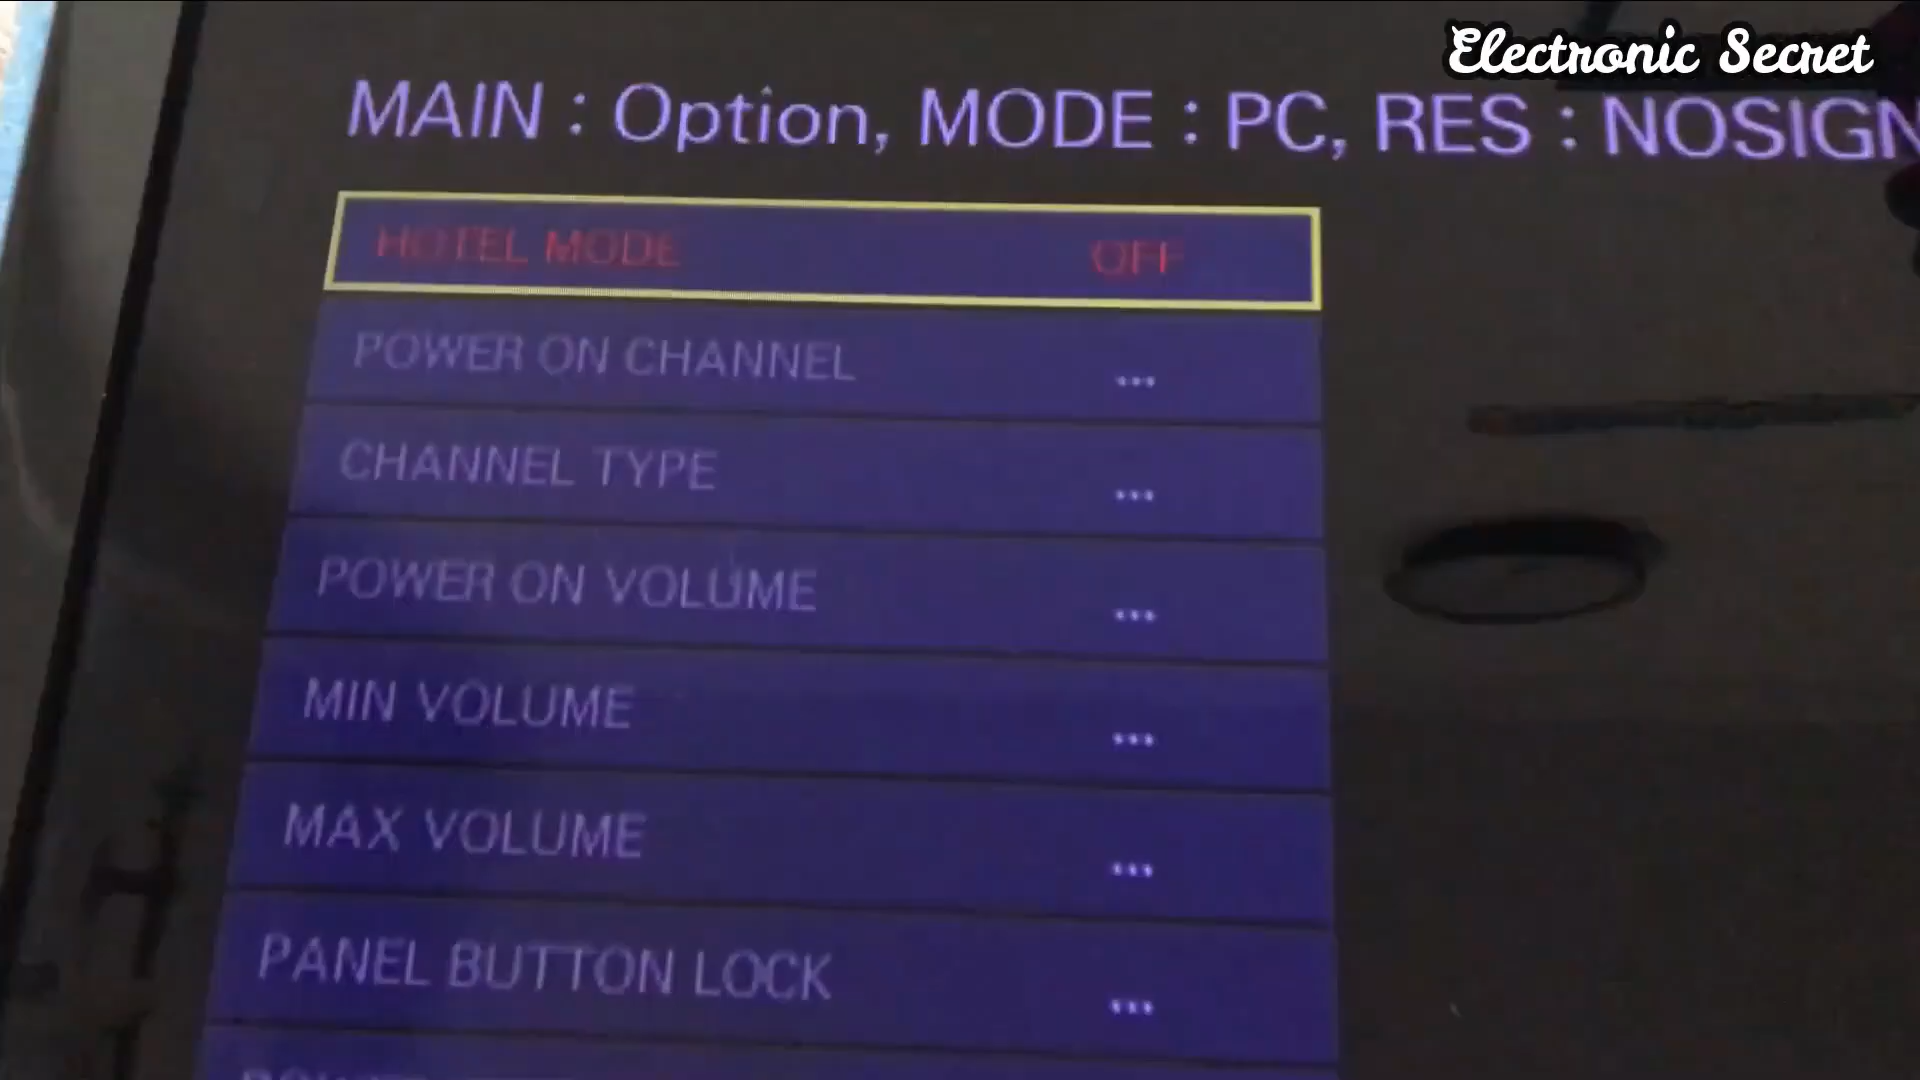 Electronic Secret
MAIN : Option, MODE : PC, RES : NOSIGN
HOTEL MODE OFF
POWER ON CHANNEL ...
CHANNEL TYPE ...
POWER ON VOLUME ...
MIN VOLUME ...
MAX VOLUME ...
PANEL BUTTON LOCK ...